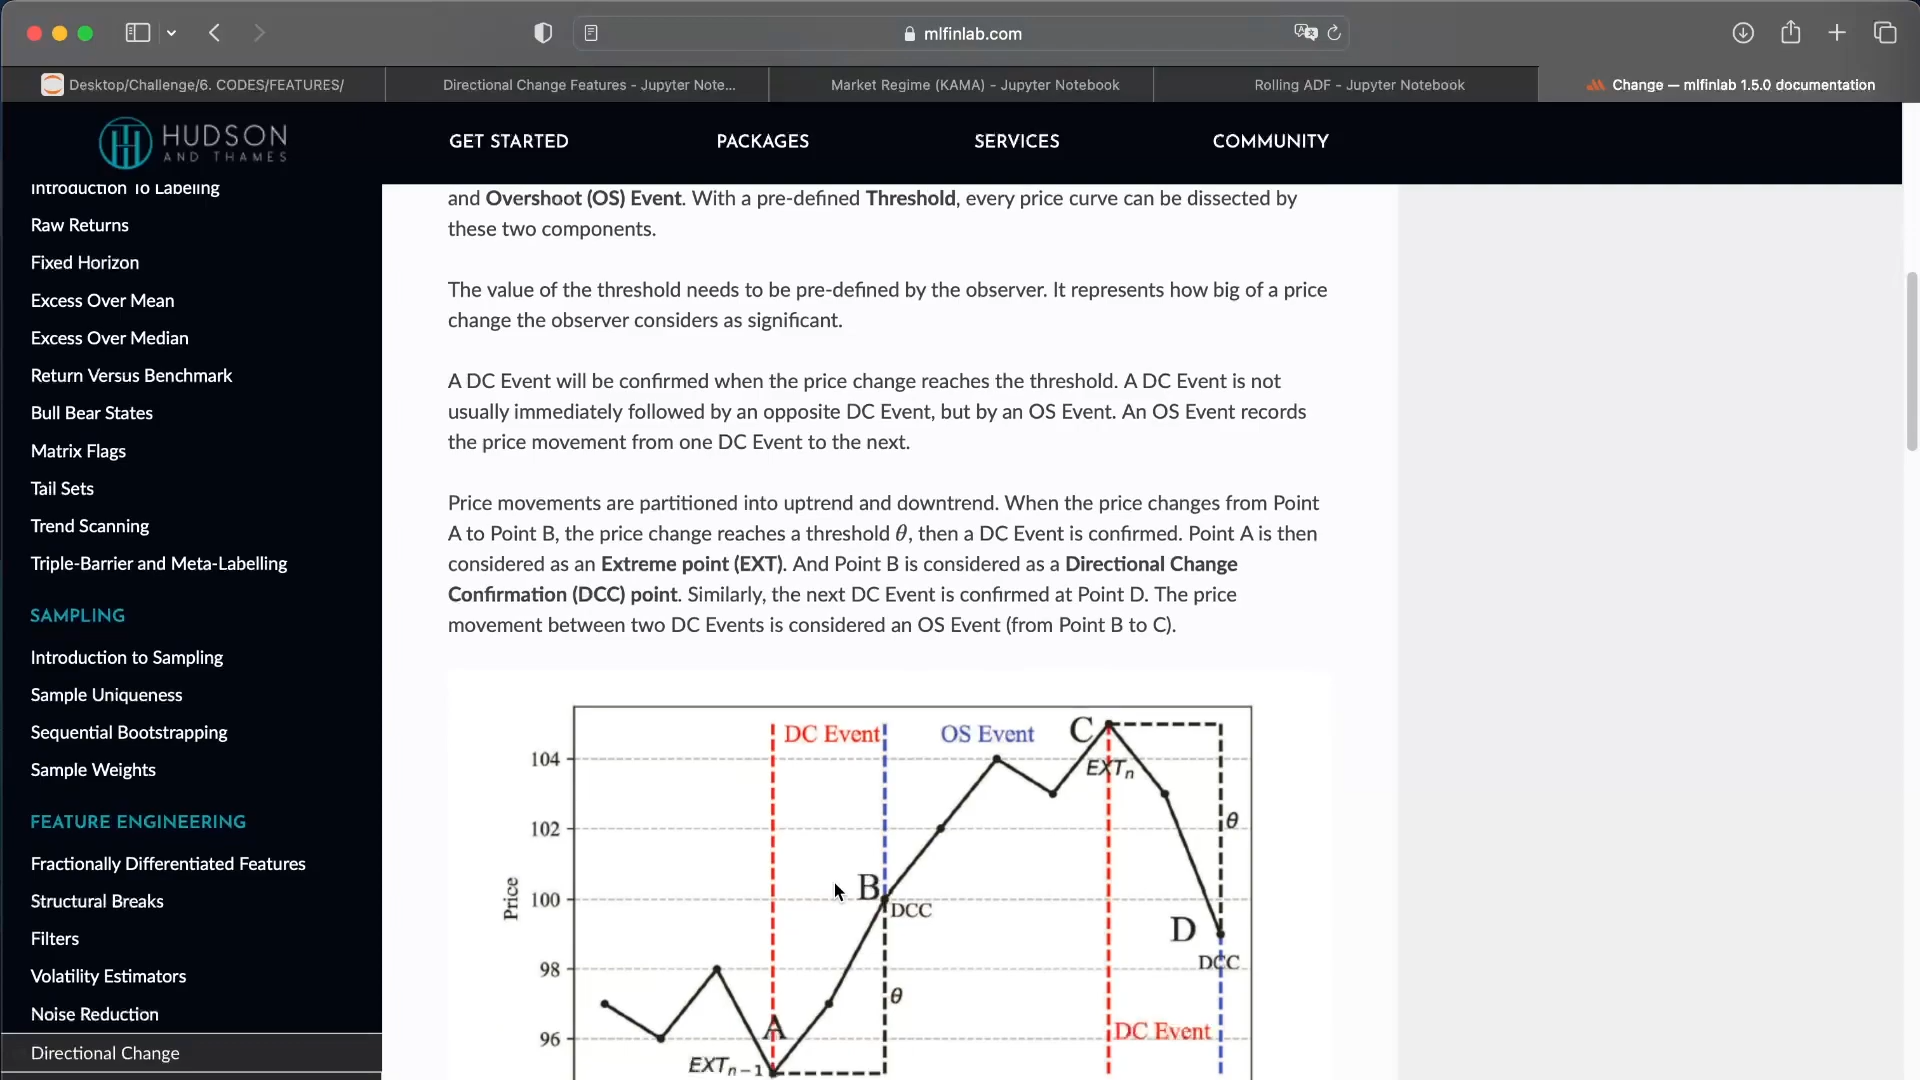 mlfinlab.com
Desktop/Challenge/6. CODES/FEATURES/
Directional Change Features - Jupyter Note...
Market Regime (KAMA) - Jupyter Notebook
Rolling ADF - Jupyter Notebook
Change — mlfinlab 1.5.0 documentation
HUDSON
AND THAMES
GET STARTED
PACKAGES
SERVICES
COMMUNITY
Introduction To Labeling
Raw Returns
Fixed Horizon
Excess Over Mean
Excess Over Median
Return Versus Benchmark
Bull Bear States
Matrix Flags
Tail Sets
Trend Scanning
Triple-Barrier and Meta-Labelling
SAMPLING
Introduction to Sampling
Sample Uniqueness
Sequential Bootstrapping
Sample Weights
FEATURE ENGINEERING
Fractionally Differentiated Features
Structural Breaks
Filters
Volatility Estimators
Noise Reduction
Directional Change
and Overshoot (OS) Event. With a pre-defined Threshold, every price curve can be dissected by
these two components.
The value of the threshold needs to be pre-defined by the observer. It represents how big of a price
change the observer considers as significant.
A DC Event will be confirmed when the price change reaches the threshold. A DC Event is not
usually immediately followed by an opposite DC Event, but by an OS Event. An OS Event records
the price movement from one DC Event to the next.
Price movements are partitioned into uptrend and downtrend. When the price changes from Point
A to Point B, the price change reaches a threshold θ, then a DC Event is confirmed. Point A is then
considered as an Extreme point (EXT). And Point B is considered as a Directional Change
Confirmation (DCC) point. Similarly, the next DC Event is confirmed at Point D. The price
movement between two DC Events is considered an OS Event (from Point B to C).
DC Event
OS Event
C
EXTn
104
102
θ
Price
100
B
DCC
D
DCC
98
θ
96
A
DC Event
EXTn−1